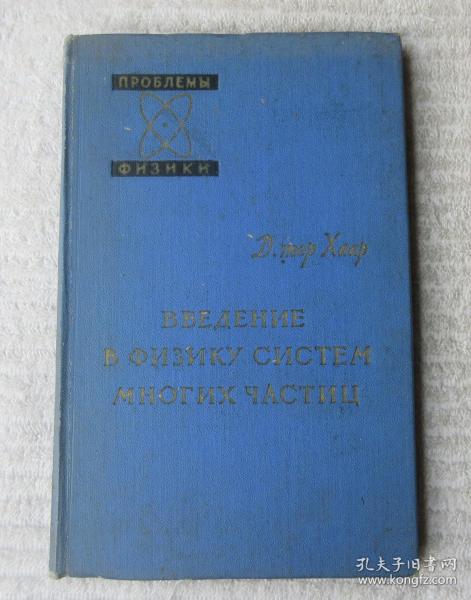 ПРОБЛЕМЫ
ФИЗИКИ
Д. тер Хаар
ВВЕДЕНИЕ
В ФИЗИКУ СИСТЕМ
МНОГИХ ЧАСТИЦ
孔夫子旧书网
www.kongfz.com